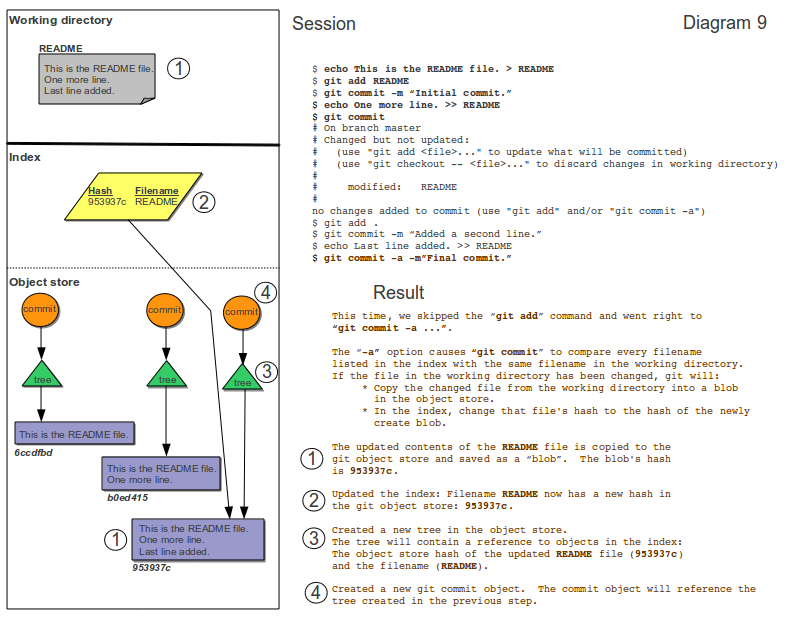 Working directory
README
This is the README file.
One more line.
Last line added.
1
Index
Hash Filename
953937c README
2
Object store
4
commit commit commit
3
tree tree tree
This is the README file.
6ccdfbd
This is the README file.
One more line.
b0ed415
1
This is the README file.
One more line.
Last line added.
953937c
Session
Diagram 9
$ echo This is the README file. > README
$ git add README
$ git commit -m “Initial commit.”
$ echo One more line. >> README
$ git commit
# On branch master
# Changed but not updated:
#   (use "git add <file>..." to update what will be committed)
#   (use "git checkout -- <file>..." to discard changes in working directory)
#
#     modified:   README
#
no changes added to commit (use "git add" and/or "git commit -a")
$ git add .
$ git commit -m “Added a second line.”
$ echo Last line added. >> README
$ git commit -a -m”Final commit.”
Result
This time, we skipped the “git add” command and went right to
“git commit -a ...”.
The “-a” option causes “git commit” to compare every filename
listed in the index with the same filename in the working directory.
If the file in the working directory has been changed, git will:
* Copy the changed file from the working directory into a blob
in the object store.
* In the index, change that file's hash to the hash of the newly
create blob.
1 The updated contents of the README file is copied to the
git object store and saved as a “blob”.  The blob's hash
is 953937c.
2 Updated the index: Filename README now has a new hash in
the git object store: 953937c.
3 Created a new tree in the object store.
The tree will contain a reference to objects in the index:
The object store hash of the updated README file (953937c)
and the filename (README).
4 Created a new git commit object.  The commit object will reference the
tree created in the previous step.